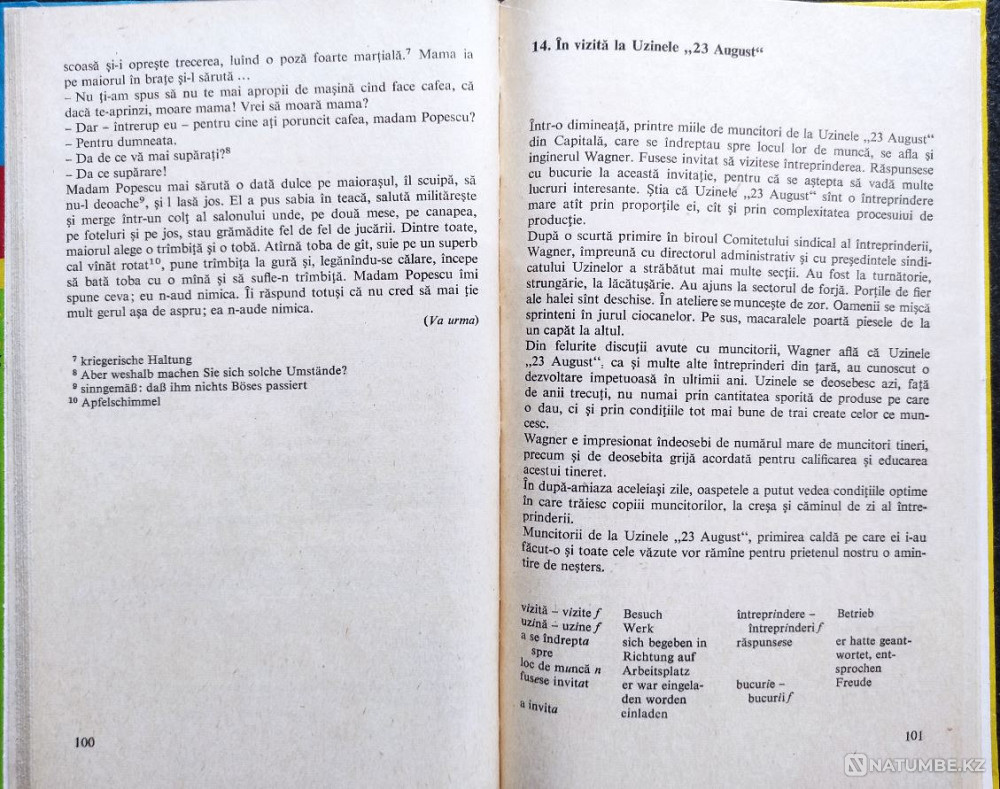 scoasă şi-i opreşte trecerea, luînd o poză foarte marţială.⁷ Mama ia
pe maiorul în braţe şi-l sărută ...
– Nu ţi-am spus să nu te mai apropii de maşină cînd face cafea, că
dacă te-aprinzi, moare mama! Vrei să moară mama?
– Dar – întrerup eu – pentru cine aţi poruncit cafea, madam Popescu?
– Pentru dumneata.
– Da de ce vă mai supăraţi?⁸
– Da ce supărare!
Madam Popescu mai sărută o dată dulce pe maioraşul, îl scuipă, să
nu-l deoache⁹, şi l lasă jos. El a pus sabia în teacă, salută militäreşte
şi merge într-un colţ al salonului unde, pe două mese, pe canapea,
pe foteluri şi pe jos, stau grămădite fel de fel de jucării. Dintre toate,
maiorul alege o trîmbiţă şi o tobă. Atîrnă toba de gît, suie pe un superb
cal vînăt rotat¹⁰, pune trîmbiţa la gură şi, legănîndu-se călare, începe
să bată toba cu o mînă şi să sufle-n trîmbiţă. Madam Popescu îmi
spune ceva; eu n-aud nimica. Îi răspund totuşi că nu cred să mai ţie
mult gerul aşa de aspru; ea n-aude nimica.
(Va urma)
⁷ kriegerische Haltung
⁸ Aber weshalb machen Sie sich solche Umstände?
⁹ sinngemäß: daß ihm nichts Böses passiert
¹⁰ Apfelschimmel
100
14. În vizită la Uzinele „23 August“
Într-o dimineaţă, printre miile de muncitori de la Uzinele „23 August“
din Capitală, care se îndreptau spre locul lor de muncă, se afla şi
inginerul Wagner. Fusese invitat să vizitese întreprinderea. Răspunsese
cu bucurie la această invitaţie, pentru că se aştepta să vadă multe
lucruri interesante. Ştia că Uzinele „23 August“ sînt o întreprindere
mare atît prin proporţiile ei, cît şi prin complexitatea procesuiui de
producţie.
După o scurtă primire în biroul Comitetului sindical al întreprinderii,
Wagner, împreună cu directorul administrativ şi cu preşedintele sindi-
catului Uzinelor a străbătut mai multe secţii. Au fost la turnătorie,
strungărie, la lăcătuşărie. Au ajuns la sectorul de forjă. Porţile de fier
ale halei sînt deschise. În ateliere se munceşte de zor. Oamenii se mişcă
sprinteni în jurul ciocanelor. Pe sus, macaralele poartă piesele de la
un capăt la altul.
Din felurite discuţii avute cu muncitorii, Wagner află că Uzinele
„23 August“, ca şi multe alte întreprinderi din ţară, au cunoscut o
dezvoltare impetuoasă în ultimii ani. Uzinele se deosebesc azi, faţă
de anii trecuţi, nu numai prin cantitatea sporită de produse pe care
o dau, ci şi prin condiţiile tot mai bune de trai create celor ce mun-
cesc.
Wagner e impresionat îndeosebi de numărul mare de muncitori tineri,
precum şi de deosebita grijă acordată pentru calificarea şi educarea
acestui tineret.
În după-amiaza aceleiaşi zile, oaspetele a putut vedea condiţiile optime
în care trăiesc copiii muncitorilor, la creşa şi căminul de zi al între-
prinderii.
Muncitorii de la Uzinele „23 August“, primirea caldă pe care ei i-au
făcut-o şi toate cele văzute vor rămîne pentru prietenul nostru o amin-
tire de neşters.
vizită – vizite f Besuch întreprindere – Betrieb
uzină – uzine f Werk întreprinderi f
a se îndrepta sich begeben in răspunsese er hatte geant-
spre Richtung auf wortet, ent-
loc de muncă n Arbeitsplatz sprochen
fusese invitat er war eingela- bucurie – Freude
den worden bucurii f
a invita einladen
101
NATUMBE.KZ